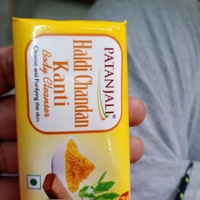 PATANJALI
Haldi Chandan
Kanti
Body Cleanser
Cleanse and Purifying the skin